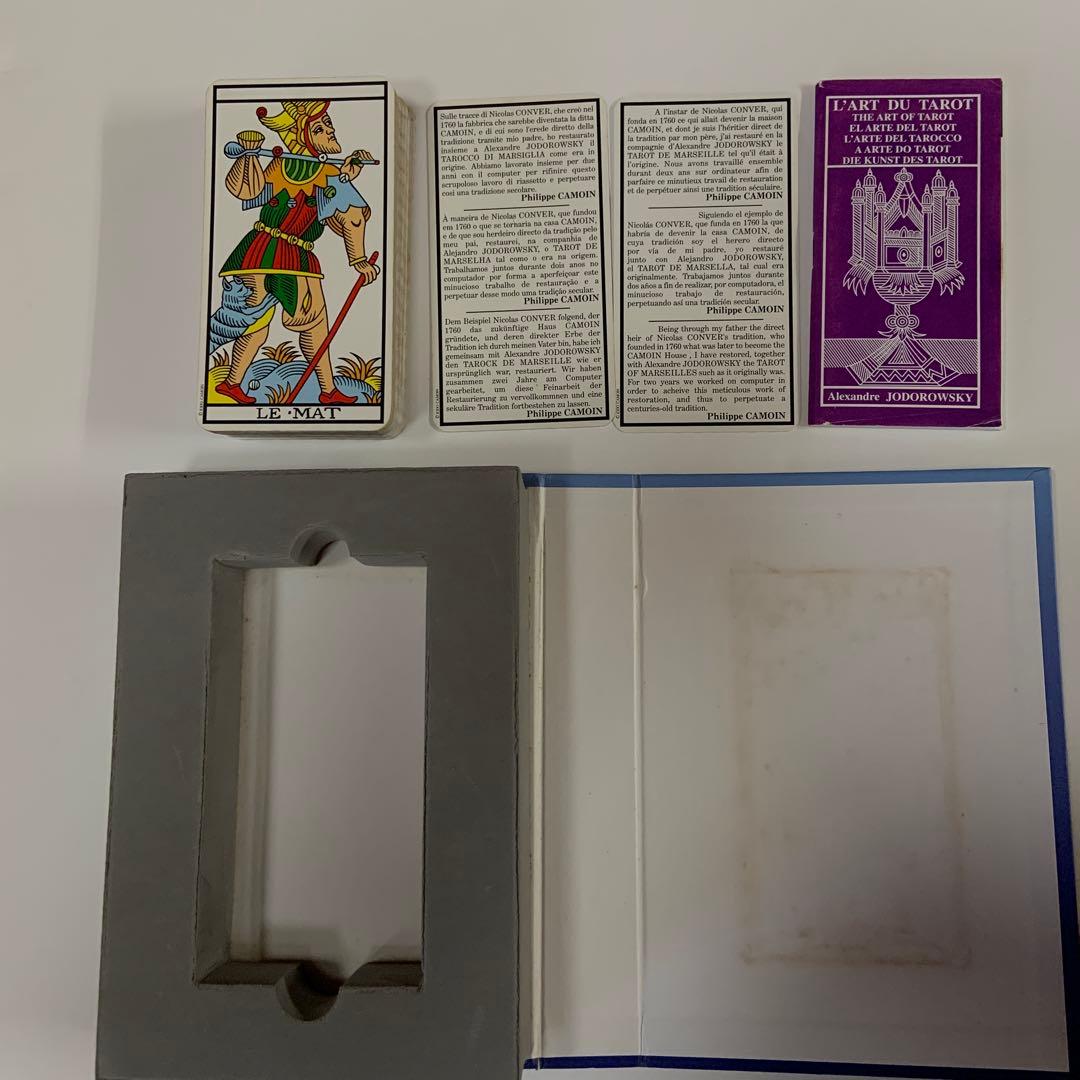 LE•MAT
Sulle tracce di Nicolas CONVER, che creò nel
1760 la fabbrica che sarebbe diventata la ditta
CAMOIN, e di cui sono l'erede diretto della
tradizione tramite mio padre, ho restaurato
insieme a Alexandre JODOROWSKY il
TAROCCO DI MARSIGLIA come era in
origine. Abbiamo lavorato insieme per due
anni con il computer per rifinire questo
scrupoloso lavoro di riassetto e perpetuare
cosi una tradizione secolare.
Philippe CAMOIN
À maneira de Nicolas CONVER, que fundou
em 1760 o que se tornaria na casa CAMOIN,
e de que sou herdeiro directo da tradição pelo
meu pai, restaurei, na companhia de
Alejandro JODOROWSKY, o TAROT DE
MARSELHA tal como o era na origem.
Trabalhamos juntos durante dois anos no
computador por forma a aperfeiçoar este
minucioso trabalho de restauração e a
perpetuar desse modo uma tradição secular.
Philippe CAMOIN
Dem Beispiel Nicolas CONVER folgend, der
1760 das zukünftige Haus CAMOIN
gründete, und deren direkter Erbe der
Tradition ich durch meinen Vater bin, habe ich
gemeinsam mit Alexandre JODOROWSKY
den TAROCK DE MARSEILLE wie er
ursprünglich war, restauriert. Wir haben
zusammen zwei Jahre am Computer
gearbeitet, um diese Feinarbeit der
Restaurierung zu vervollkommnen und eine
sekuläre Tradition fortbestehen zu lassen.
Philippe CAMOIN
A l'instar de Nicolas CONVER, qui
fonda en 1760 ce qui allait devenir la maison
CAMOIN, et dont je suis l'héritier direct de
la tradition par mon père, j'ai restauré en la
compagnie d'Alexandre JODOROWSKY le
TAROT DE MARSEILLE tel qu'il était à
l'origine. Nous avons travaillé ensemble
durant deux ans sur ordinateur afin de
parfaire ce minutieux travail de restauration
et de perpétuer ainsi une tradition séculaire.
Philippe CAMOIN
Siguiendo el ejemplo de
Nicolás CONVER, que funda en 1760 la que
habría de devenir la casa CAMOIN, de
cuya tradición soy el herero directo
por vía de mi padre, yo restauré
junto con Alejandro JODOROWSKY,
el TAROT DE MARSELLA, tal cual era
originalmente. Trabajamos juntos durante
dos años a fin de realizar, por computadora, el
minucioso trabajo de restauración,
perpetuando así una tradición secular.
Philippe CAMOIN
Being through my father the direct
heir of Nicolas CONVER's tradition, who
founded in 1760 what was later to become the
CAMOIN House , I have restored, together
with Alexandre JODOROWSKY the TAROT
OF MARSEILLES such as it originally was.
For two years we worked on computer in
order to acheive this meticulous work of
restoration, and thus to perpetuate a
centuries-old tradition.
Philippe CAMOIN
L'ART DU TAROT
THE ART OF TAROT
EL ARTE DEL TAROT
L'ARTE DEL TAROCCO
A ARTE DO TAROT
DIE KUNST DES TAROT
Alexandre JODOROWSKY